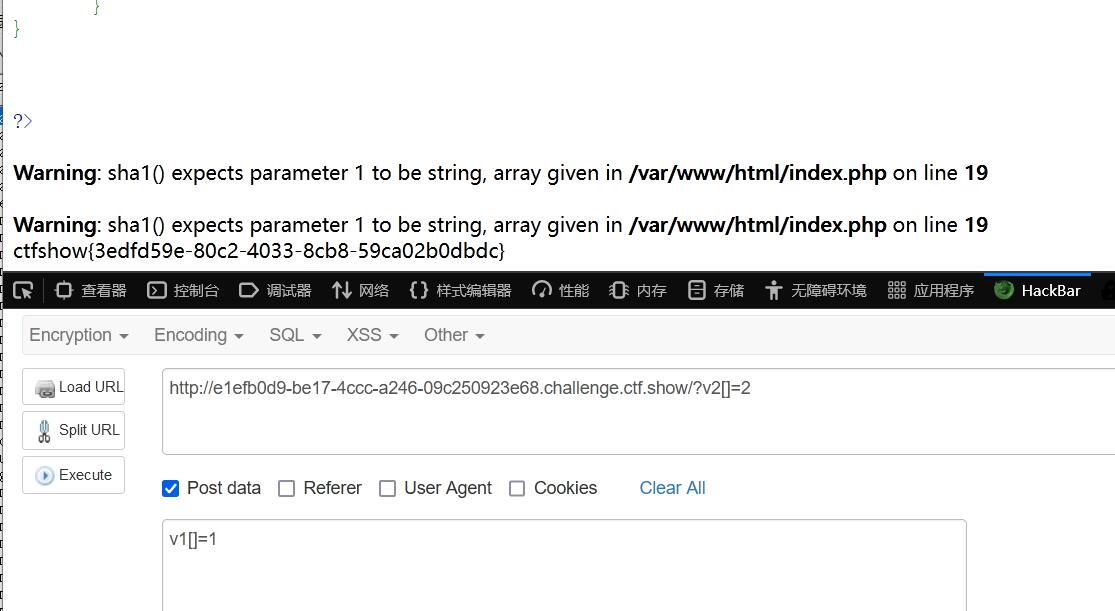 }
}
?>
Warning: sha1() expects parameter 1 to be string, array given in /var/www/html/index.php on line 19
Warning: sha1() expects parameter 1 to be string, array given in /var/www/html/index.php on line 19
ctfshow{3edfd59e-80c2-4033-8cb8-59ca02b0dbdc}
查看器 控制台 调试器 网络 样式编辑器 性能 内存 存储 无障碍环境 应用程序 HackBar
Encryption Encoding SQL XSS Other
Load URL
http://e1efb0d9-be17-4ccc-a246-09c250923e68.challenge.ctf.show/?v2[]=2
Split URL
Execute
Post data Referer User Agent Cookies Clear All
v1[]=1